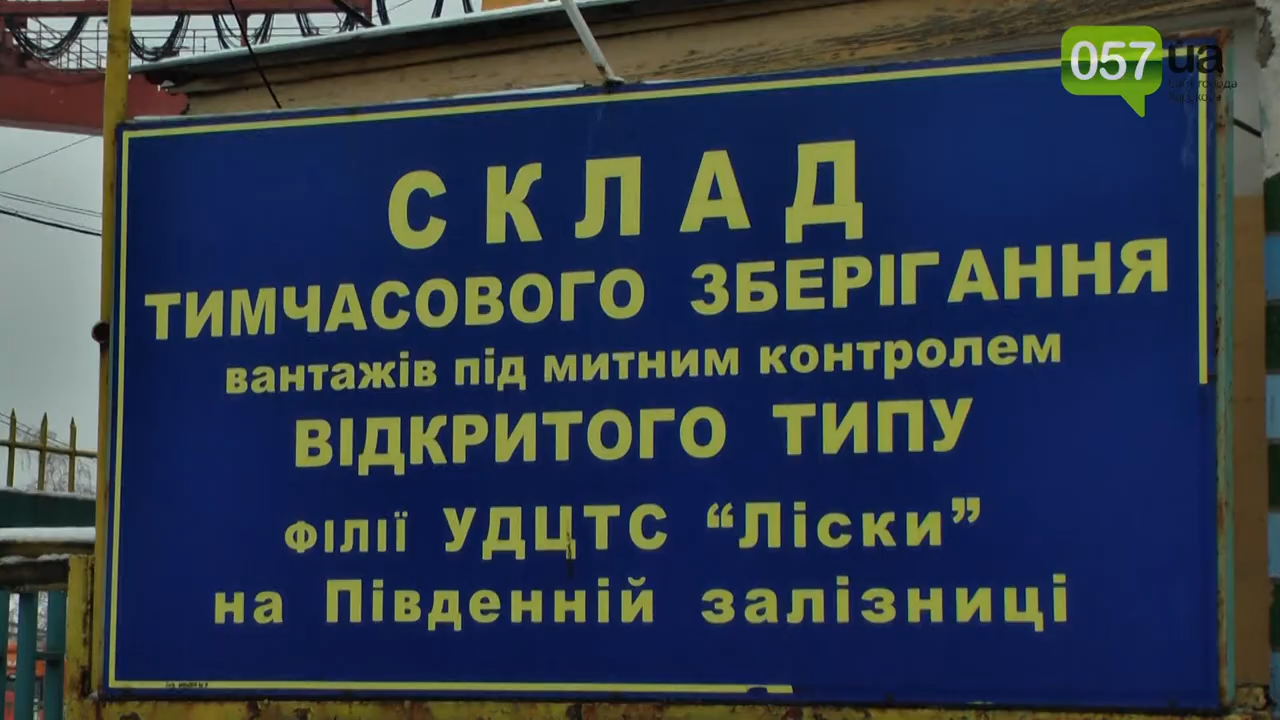 057 ua
СКЛАД
ТИМЧАСОВОГО ЗБЕРІГАННЯ
вантажів під митним контролем
ВІДКРИТОГО ТИПУ
ФІЛІЇ УДЦТС “Ліски”
на Південній залізниці